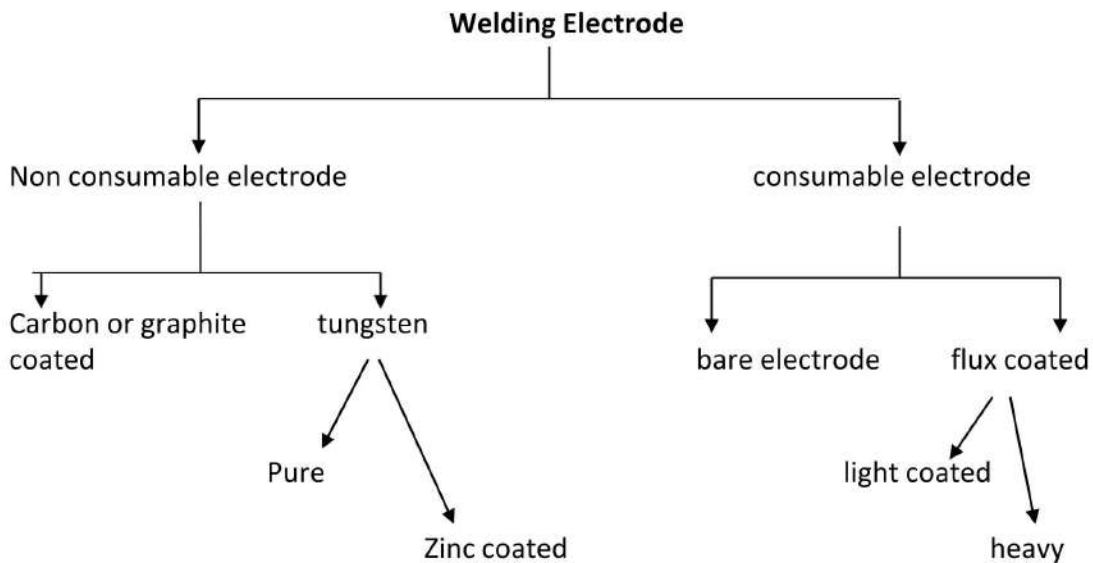 Welding Electrode
Non consumable electrode
consumable electrode
Carbon or graphite
coated
tungsten
bare electrode
flux coated
Pure
light coated
Zinc coated
heavy